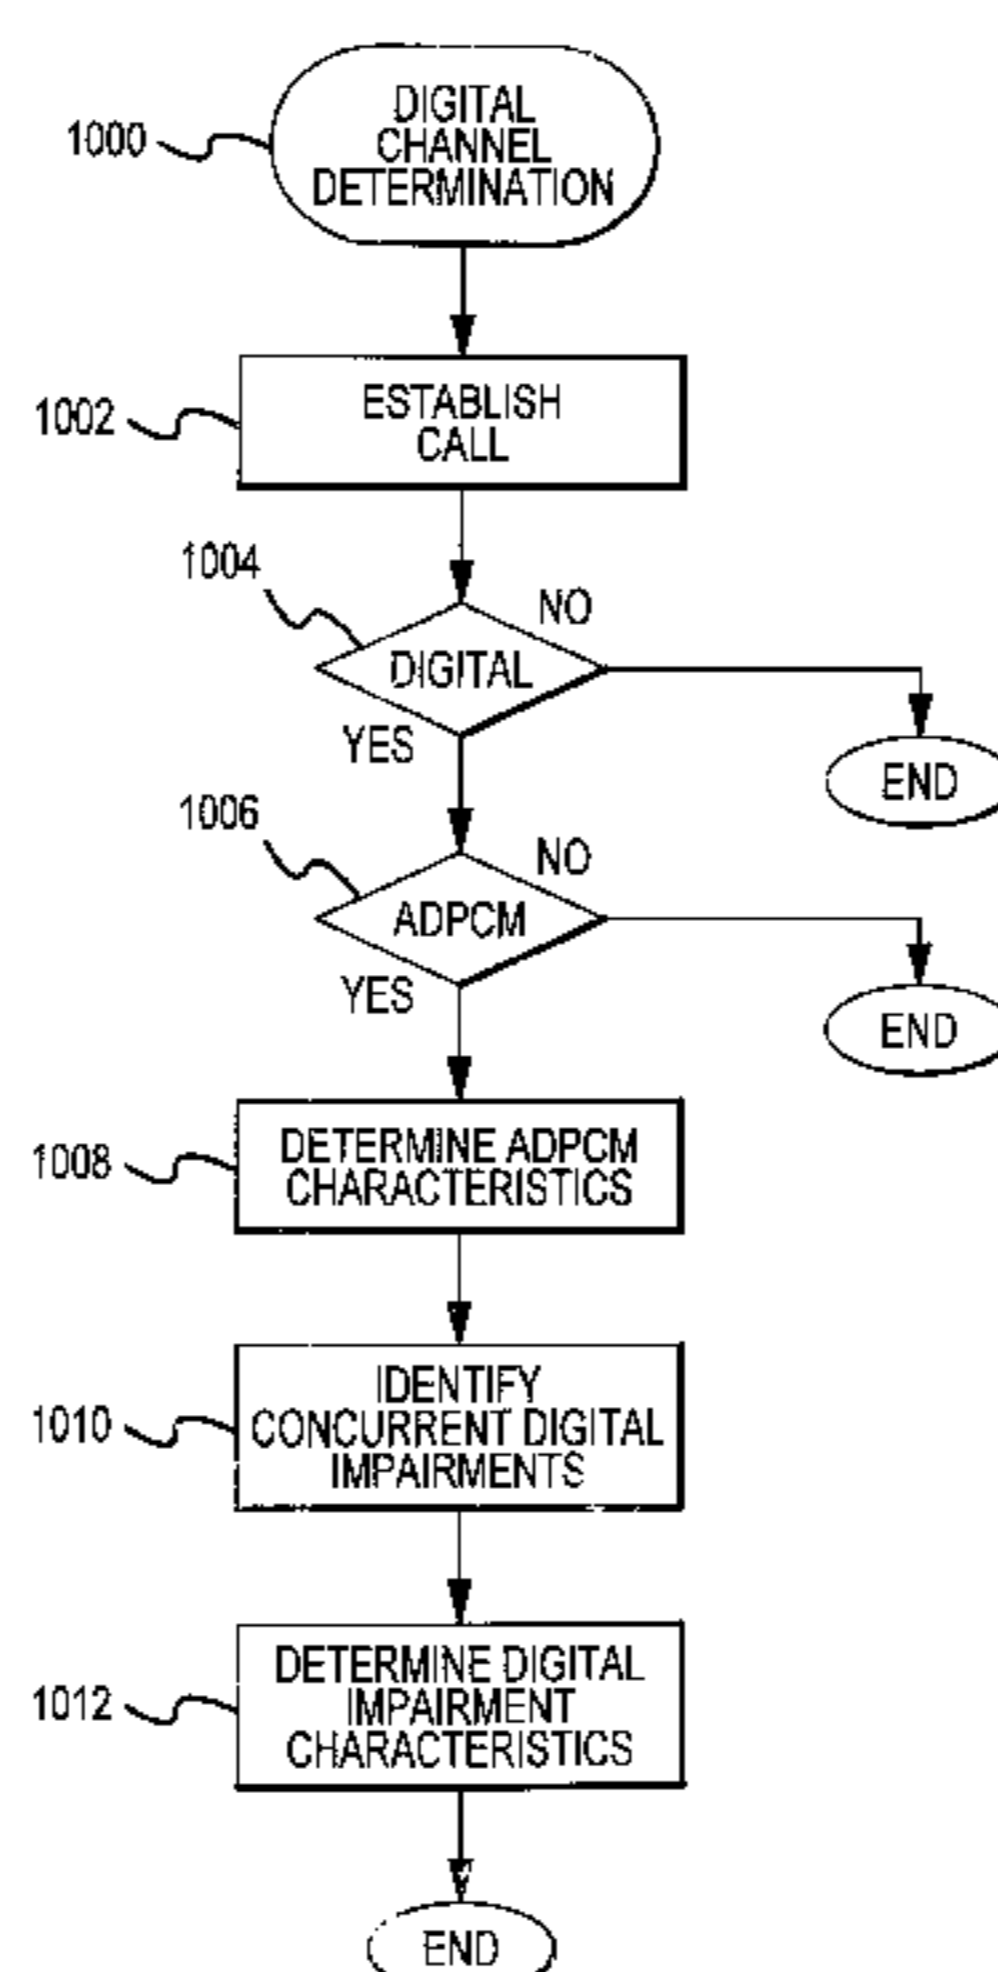 1000
DIGITAL
CHANNEL
DETERMINATION
1002
ESTABLISH
CALL
1004
NO
DIGITAL
YES
END
1006
NO
ADPCM
YES
END
1008
DETERMINE ADPCM
CHARACTERISTICS
1010
IDENTIFY
CONCURRENT DIGITAL
IMPAIRMENTS
1012
DETERMINE DIGITAL
IMPAIRMENT
CHARACTERISTICS
END